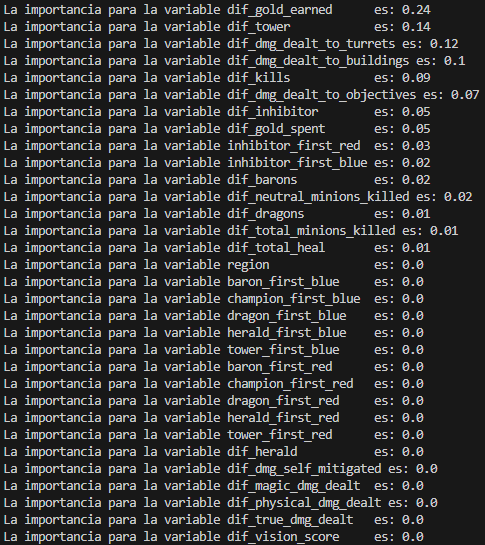 La importancia para la variable dif_gold_earned      es: 0.24
La importancia para la variable dif_tower            es: 0.14
La importancia para la variable dif_dmg_dealt_to_turrets es: 0.12
La importancia para la variable dif_dmg_dealt_to_buildings es: 0.1
La importancia para la variable dif_kills            es: 0.09
La importancia para la variable dif_dmg_dealt_to_objectives es: 0.07
La importancia para la variable dif_inhibitor        es: 0.05
La importancia para la variable dif_gold_spent       es: 0.05
La importancia para la variable inhibitor_first_red  es: 0.03
La importancia para la variable inhibitor_first_blue es: 0.02
La importancia para la variable dif_barons           es: 0.02
La importancia para la variable dif_neutral_minions_killed es: 0.02
La importancia para la variable dif_dragons          es: 0.01
La importancia para la variable dif_total_minions_killed es: 0.01
La importancia para la variable dif_total_heal       es: 0.01
La importancia para la variable region               es: 0.0
La importancia para la variable baron_first_blue     es: 0.0
La importancia para la variable champion_first_blue  es: 0.0
La importancia para la variable dragon_first_blue    es: 0.0
La importancia para la variable herald_first_blue    es: 0.0
La importancia para la variable tower_first_blue     es: 0.0
La importancia para la variable baron_first_red      es: 0.0
La importancia para la variable champion_first_red   es: 0.0
La importancia para la variable dragon_first_red     es: 0.0
La importancia para la variable herald_first_red     es: 0.0
La importancia para la variable tower_first_red      es: 0.0
La importancia para la variable dif_herald           es: 0.0
La importancia para la variable dif_dmg_self_mitigated es: 0.0
La importancia para la variable dif_magic_dmg_dealt  es: 0.0
La importancia para la variable dif_physical_dmg_dealt es: 0.0
La importancia para la variable dif_true_dmg_dealt   es: 0.0
La importancia para la variable dif_vision_score     es: 0.0